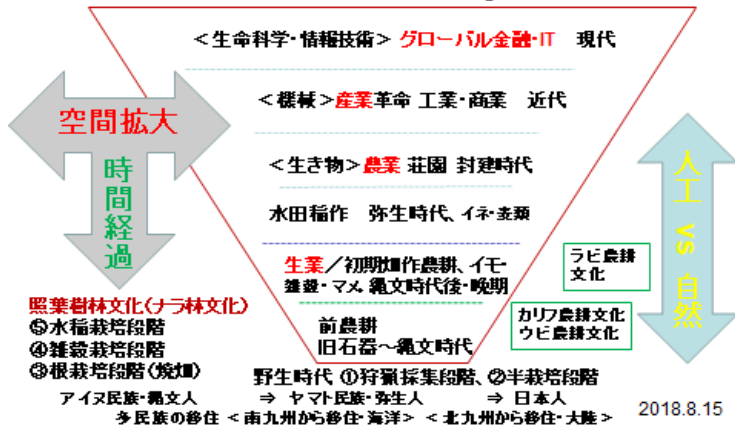 ＜生命科学・情報技術＞ グローバル金融・IT 現代
＜機械＞産業革命 工業・商業 近代
空間拡大
時間経過
＜生き物＞農業 荘園 封建時代
人工 vs 自然
水田稲作 弥生時代、イネ・麦類
生業／初期畑作農耕、イモ・
雑穀・マメ 縄文時代後・晩期
ラビ農耕
文化
照葉樹林文化(ナラ林文化)
⑤水稲栽培段階
④雑穀栽培段階
③根栽培段階(焼畑)
前農耕
旧石器～縄文時代
カリフ農耕文化
ウビ農耕文化
野生時代 ①狩猟採集段階、②半栽培段階
アイヌ民族・縄文人 ⇒ ヤマト民族・弥生人 ⇒ 日本人
多民族の移住 ＜南九州から移住・海洋＞ ＜北九州から移住・大陸＞
2018.8.15